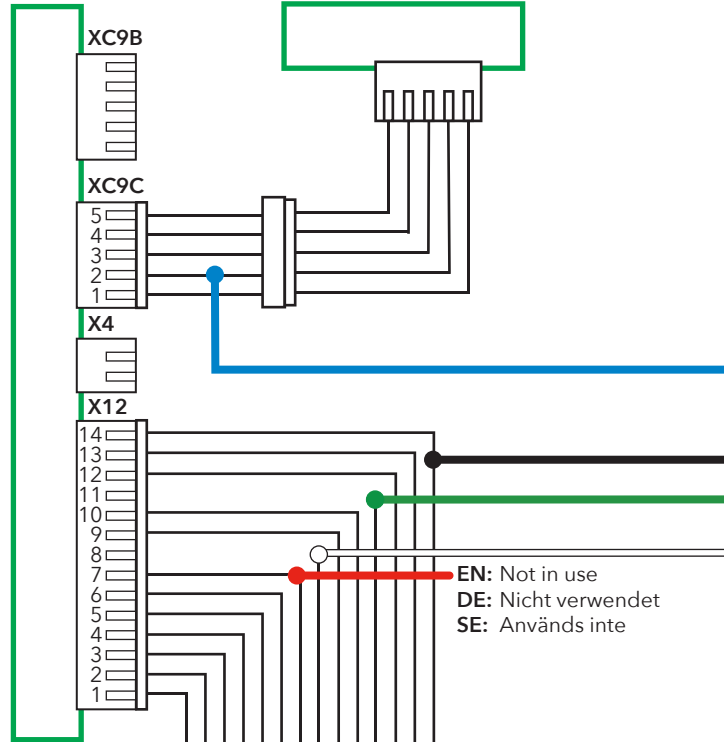 XC9B
XC9C
5
4
3
2
1
X4
X12
14
13
12
11
10
9
8
7
6
5
4
3
2
1
EN: Not in use
DE: Nicht verwendet
SE: Används inte